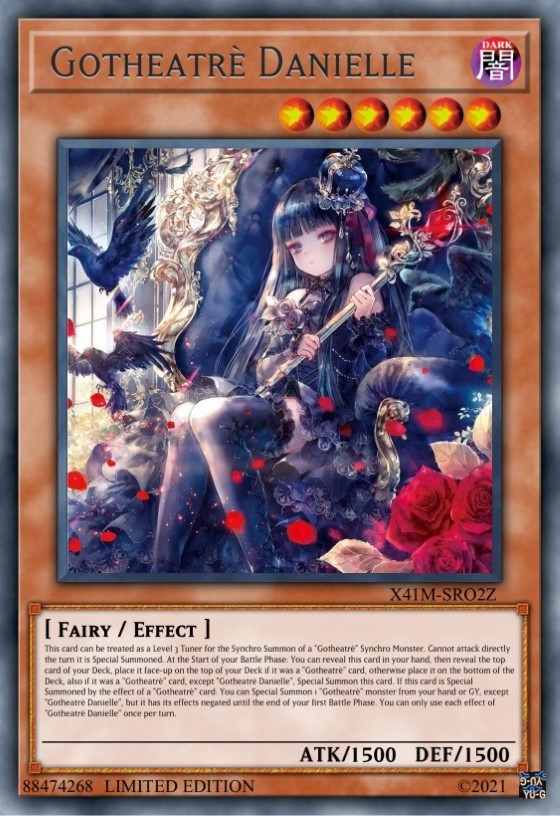 Gotheatrè Danielle
DARK
闇
X41M-SRO2Z
[ Fairy / Effect ]
This card can be treated as a Level 3 Tuner for the Synchro Summon of a "Gotheatrè" Synchro Monster. Cannot attack directly
the turn it is Special Summoned. At the Start of your Battle Phase: You can reveal this card in your hand, then reveal the top
card of your Deck, place it face-up on the top of your Deck if it was a "Gotheatrè" card, otherwise place it on the bottom of the
Deck, also if it was a "Gotheatrè" card, except "Gotheatrè Danielle", Special Summon this card. If this card is Special
Summoned by the effect of a "Gotheatrè" card: You can Special Summon 1 "Gotheatrè" monster from your hand or GY, except
"Gotheatrè Danielle", but it has its effects negated until the end of your first Battle Phase. You can only use each effect of
"Gotheatrè Danielle" once per turn.
ATK/1500 DEF/1500
88474268 LIMITED EDITION ©2021